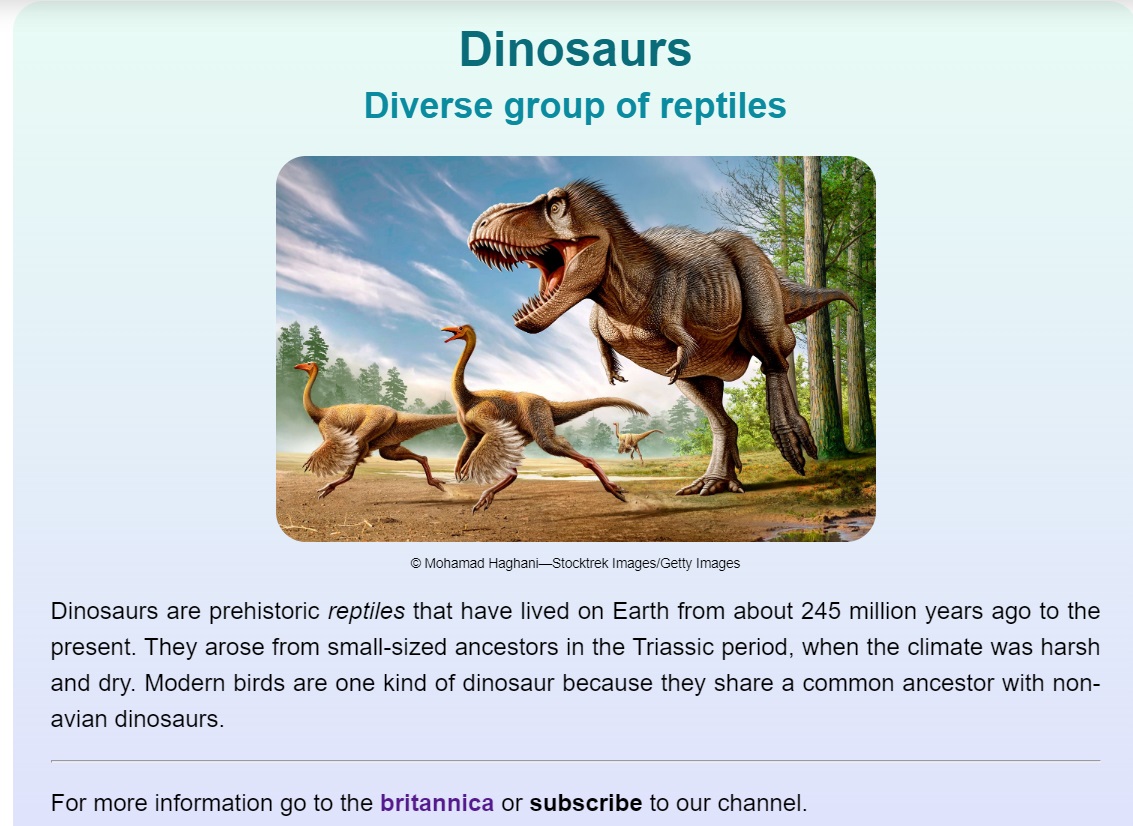 Dinosaurs
Diverse group of reptiles
© Mohamad Haghani—Stocktrek Images/Getty Images
Dinosaurs are prehistoric reptiles that have lived on Earth from about 245 million years ago to the
present. They arose from small-sized ancestors in the Triassic period, when the climate was harsh
and dry. Modern birds are one kind of dinosaur because they share a common ancestor with non-
avian dinosaurs.
For more information go to the britannica or subscribe to our channel.